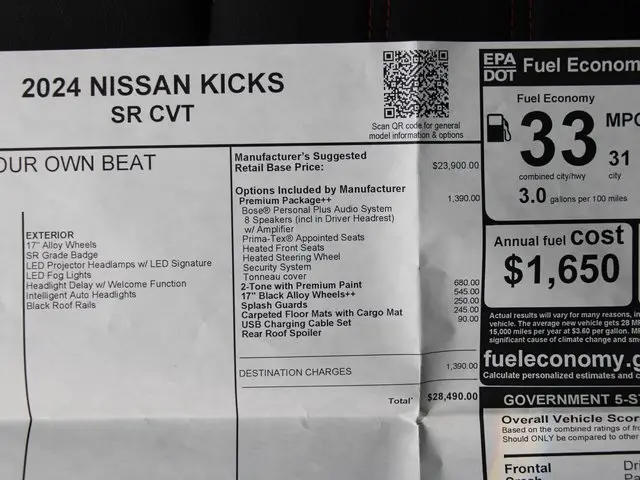 2024 NISSAN KICKS
SR CVT
Scan QR code for general
model information & options
OUR OWN BEAT
EXTERIOR
17" Alloy Wheels
SR Grade Badge
LED Projector Headlamps w/ LED Signature
LED Fog Lights
Headlight Delay w/ Welcome Function
Intelligent Auto Headlights
Black Roof Rails
Manufacturer's Suggested
Retail Base Price: $23,900.00
Options Included by Manufacturer
Premium Package++ 1,390.00
Bose® Personal Plus Audio System
8 Speakers (incl in Driver Headrest)
w/ Amplifier
Prima-Tex® Appointed Seats
Heated Front Seats
Heated Steering Wheel
Security System
Tonneau cover
2-Tone with Premium Paint 680.00
17" Black Alloy Wheels++ 545.00
Splash Guards 250.00
Carpeted Floor Mats with Cargo Mat 245.00
USB Charging Cable Set 90.00
Rear Roof Spoiler
DESTINATION CHARGES 1,390.00
Total* $28,490.00
EPA
DOT Fuel Econom
Fuel Economy
33 MPG
31
combined city/hwy city
3.0 gallons per 100 miles
Annual fuel cost
$1,650
Actual results will vary for many reasons, in
vehicle. The average new vehicle gets 28 MP
15,000 miles per year at $3.60 per gallon. M
significant cause of climate change and smo
fueleconomy.g
Calculate personalized estimates and c
GOVERNMENT 5-S
Overall Vehicle Scor
Based on the combined ratings of fro
Should ONLY be compared to other
Frontal Dri
Crash Pa